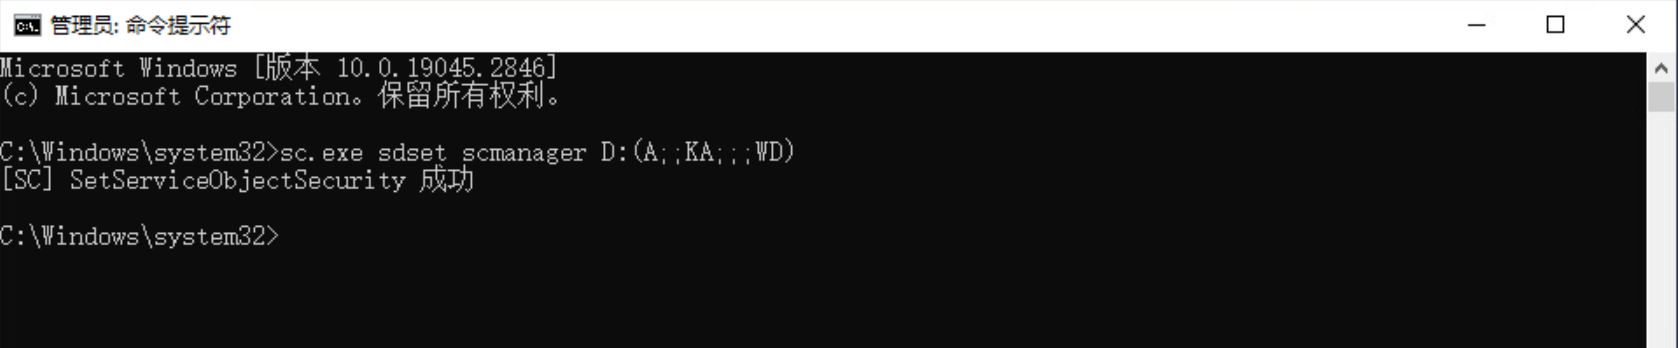 管理员: 命令提示符
Microsoft Windows [版本 10.0.19045.2846]
(c) Microsoft Corporation。保留所有权利。
C:\Windows\system32>sc.exe sdset scmanager D:(A;;KA;;;WD)
[SC] SetServiceObjectSecurity 成功
C:\Windows\system32>